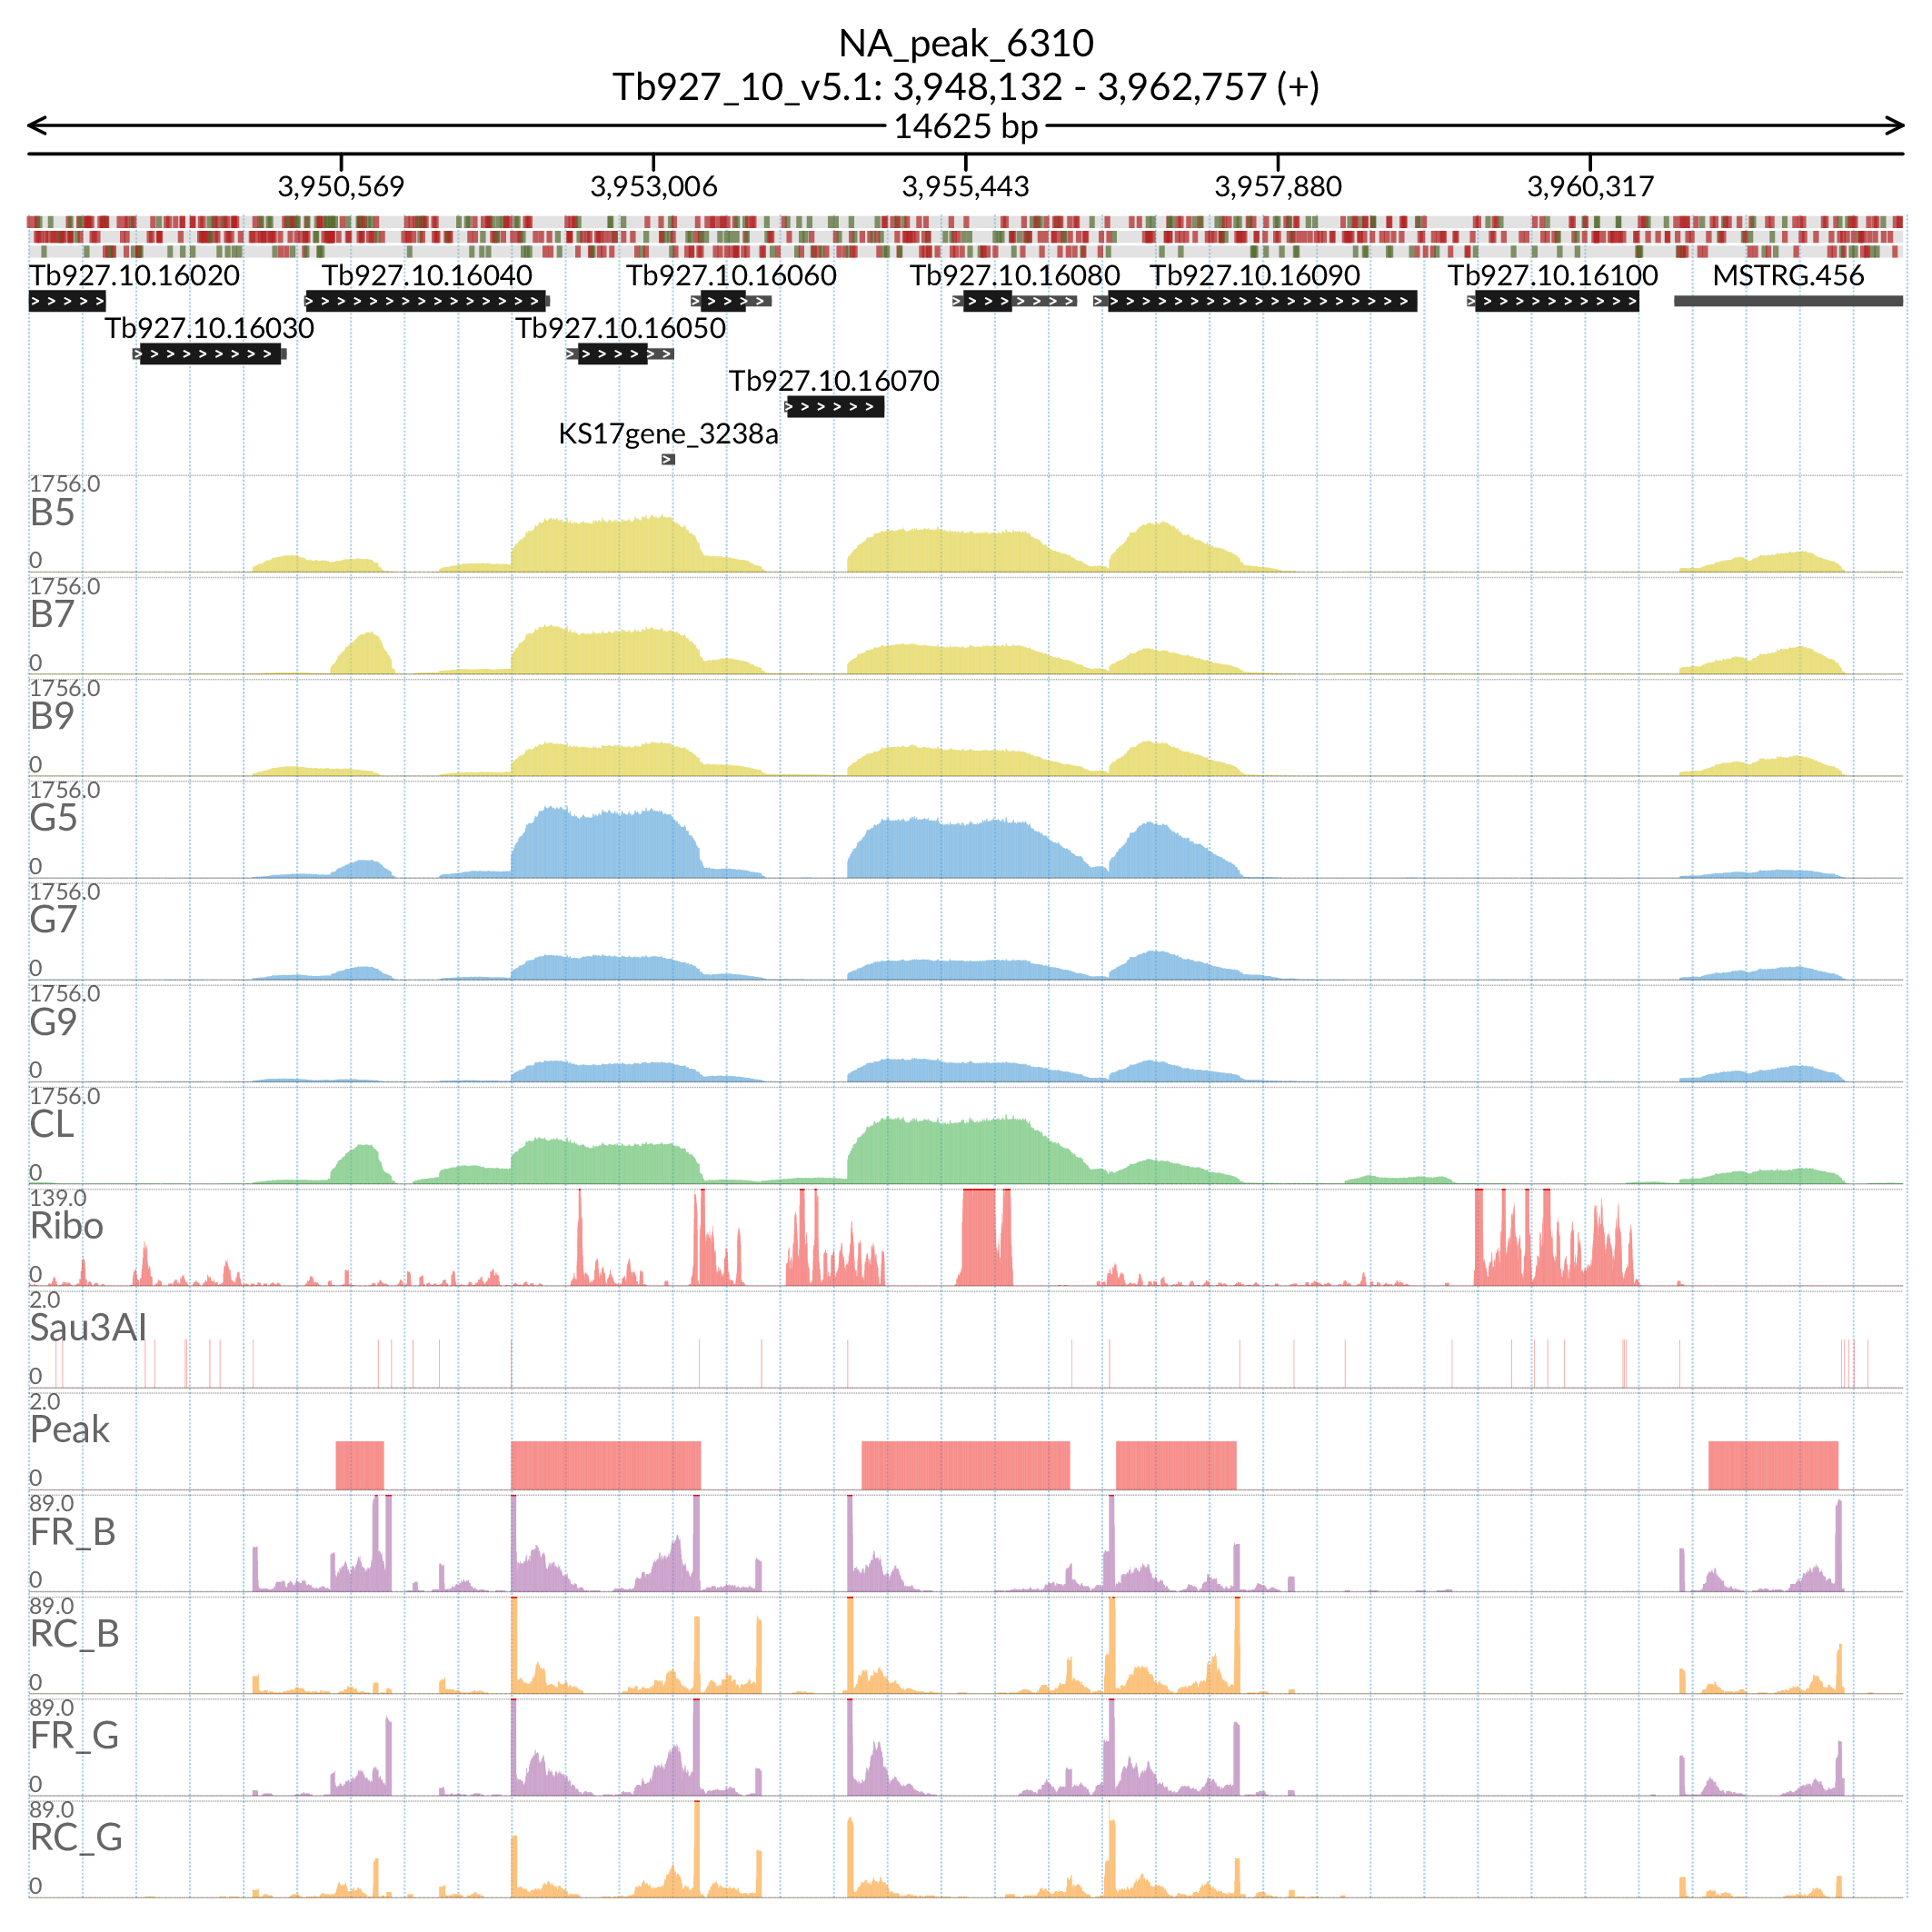 NA_peak_6310
Tb927_10_v5.1: 3,948,132 - 3,962,757 (+)
14625 bp
3,950,569 3,953,006 3,955,443 3,957,880 3,960,317
Tb927.10.16020 Tb927.10.16040 Tb927.10.16060 Tb927.10.16080 Tb927.10.16090 Tb927.10.16100 MSTRG.456
Tb927.10.16030 Tb927.10.16050
Tb927.10.16070
KS17gene_3238a
1756.0
B5
0
1756.0
B7
0
1756.0
B9
0
1756.0
G5
0
1756.0
G7
0
1756.0
G9
0
1756.0
CL
0
139.0
Ribo
0
2.0
Sau3AI
0
2.0
Peak
0
89.0
FR_B
0
89.0
RC_B
0
89.0
FR_G
0
89.0
RC_G
0